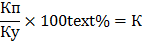 Кп
Ку × 100text% = К